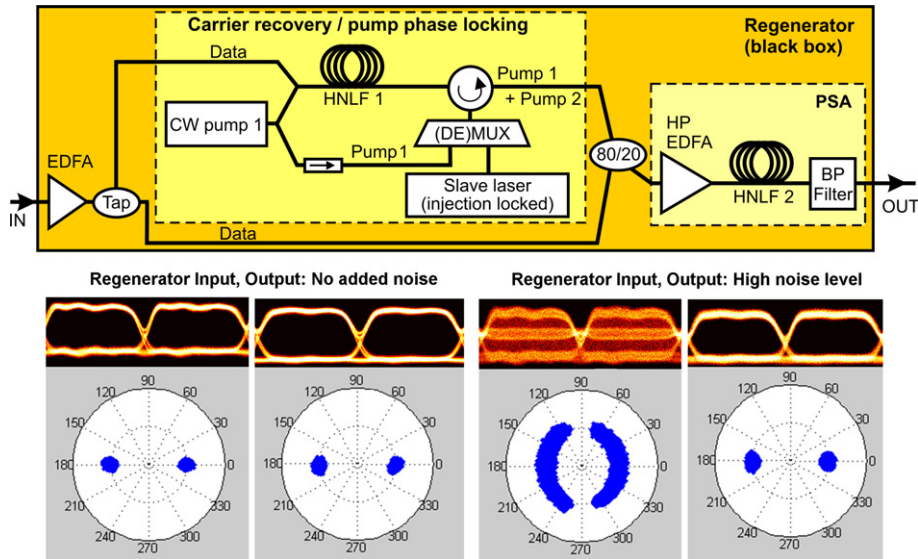 Carrier recovery / pump phase locking
Regenerator
(black box)
Data
HNLF 1
Pump 1
+ Pump 2
PSA
CW pump 1
(DE)MUX
HP
EDFA
EDFA
Pump 1
80/20
Slave laser
(injection locked)
HNLF 2
BP
Filter
IN
Tap
OUT
Data
Regenerator Input, Output: No added noise
Regenerator Input, Output: High noise level
90
120 60
150 30
180 0
210 330
240 300
270
90
120 60
150 30
180 0
210 330
240 300
270
90
120 60
150 30
180 0
210 330
240 300
270
90
120 60
150 30
180 0
210 330
240 300
270